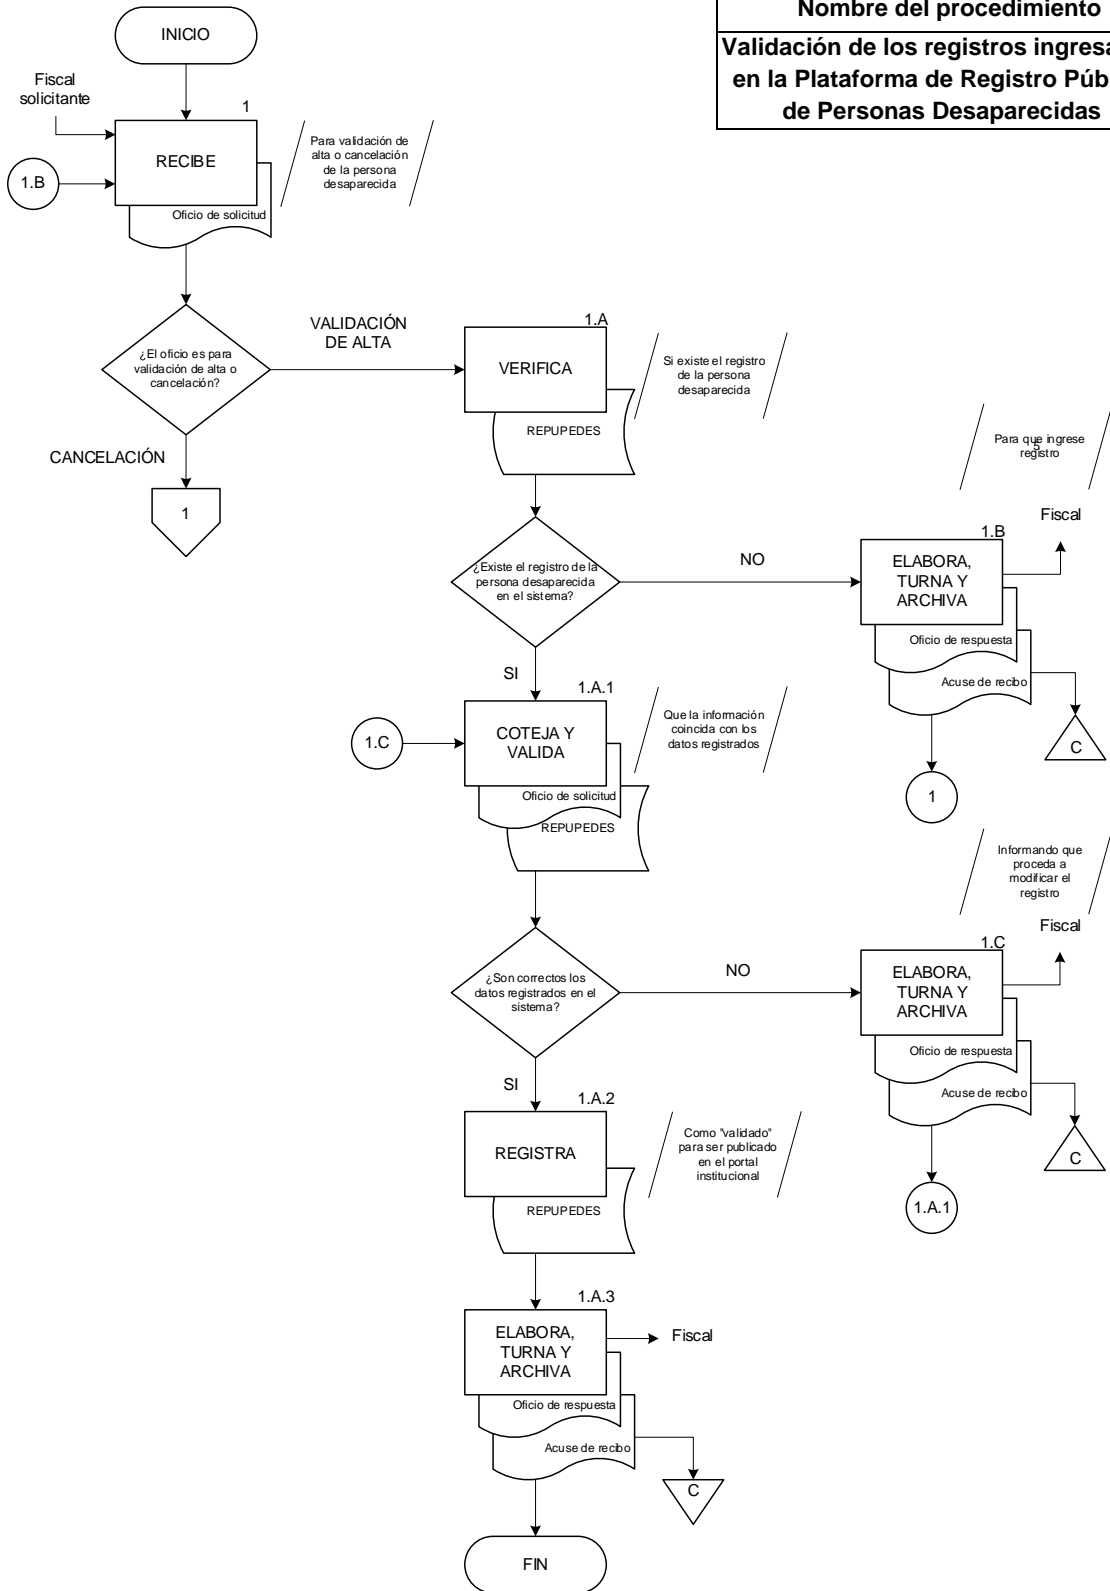 Nombre del procedimiento
Validación de los registros
en la Plataforma de Registro
de Personas Desaparecidas
INICIO
Fiscal
solicitante
1
RECIBE
1.B
Oficio de solicitud
Para validación de
alta o cancelación
de la persona
desaparecida
¿El oficio es para
validación de alta o
cancelación?
VALIDACIÓN
DE ALTA
CANCELACIÓN
1
1.A
VERIFICA
REPUPEDES
Si existe el registro
de la persona
desaparecida
¿Existe el registro de la
persona desaparecida
en el sistema?
NO
SI
Para que ingrese
registro
5
Fiscal
1.B
ELABORA,
TURNA Y
ARCHIVA
Oficio de respuesta
Acuse de recibo
C
1
1.A.1
1.C
COTEJA Y
VALIDA
Oficio de solicitud
REPUPEDES
Que la información
coincida con los
datos registrados
¿Son correctos los
datos registrados en el
sistema?
NO
SI
Informando que
proceda a
modificar el
registro
Fiscal
1.C
ELABORA,
TURNA Y
ARCHIVA
Oficio de respuesta
Acuse de recibo
C
1.A.1
1.A.2
REGISTRA
REPUPEDES
Como "validado"
para ser publicado
en el portal
institucional
1.A.3
ELABORA,
TURNA Y
ARCHIVA
Fiscal
Oficio de respuesta
Acuse de recibo
C
FIN